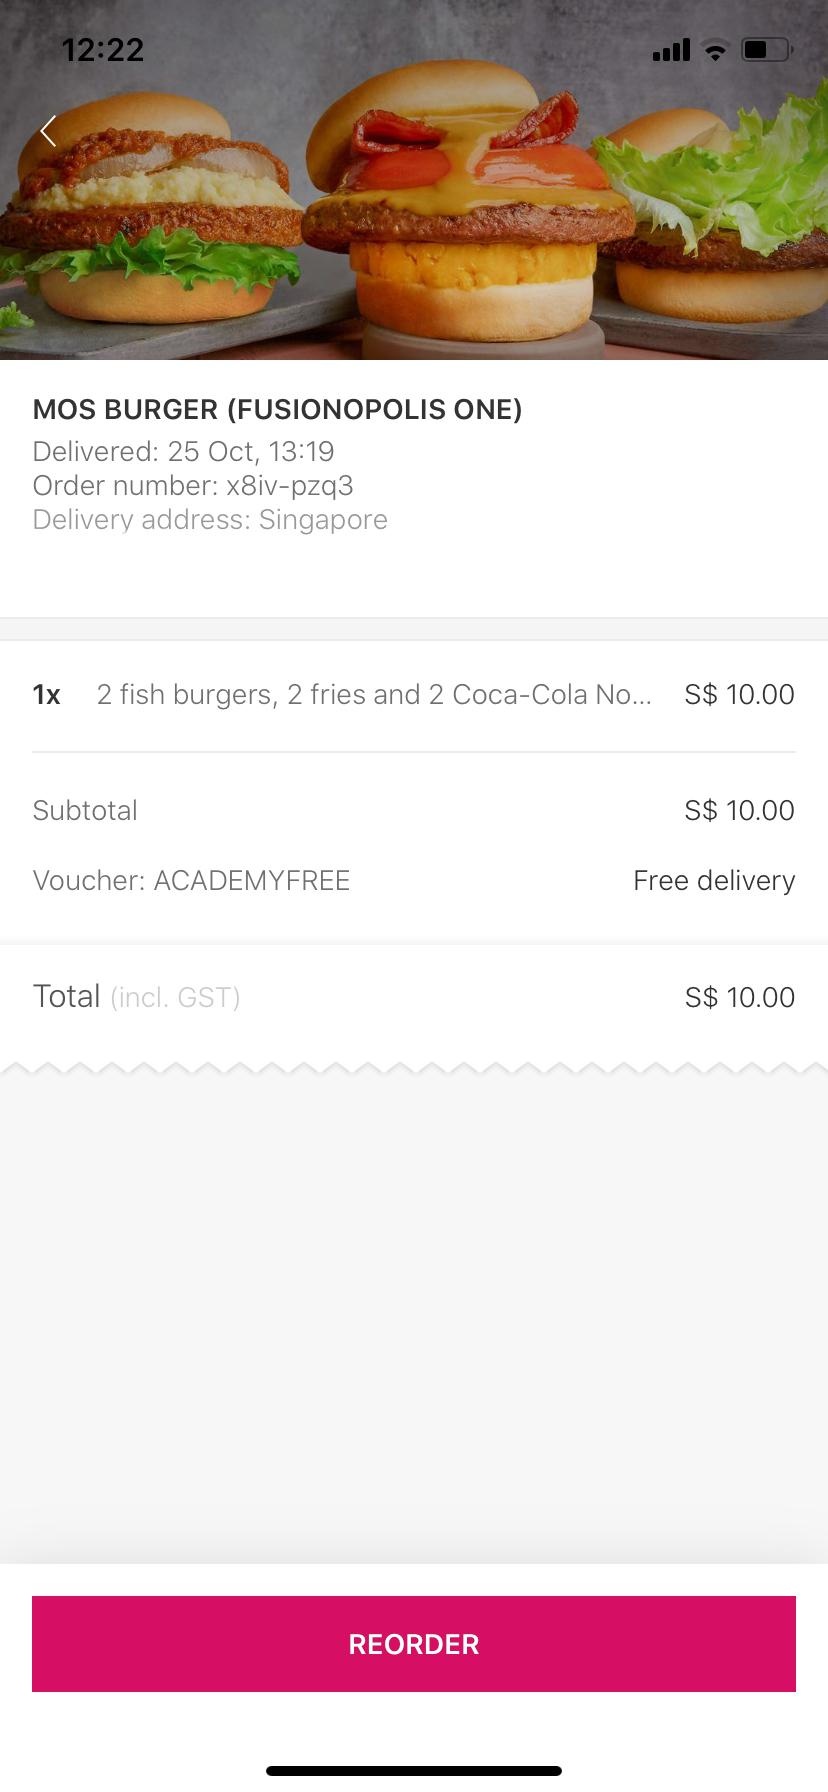 12:22
MOS BURGER (FUSIONOPOLIS ONE)
Delivered: 25 Oct, 13:19
Order number: x8iv-pzq3
Delivery address: Singapore
1x 2 fish burgers, 2 fries and 2 Coca-Cola No... S$ 10.00
Subtotal S$ 10.00
Voucher: ACADEMYFREE Free delivery
Total (incl. GST) S$ 10.00
REORDER